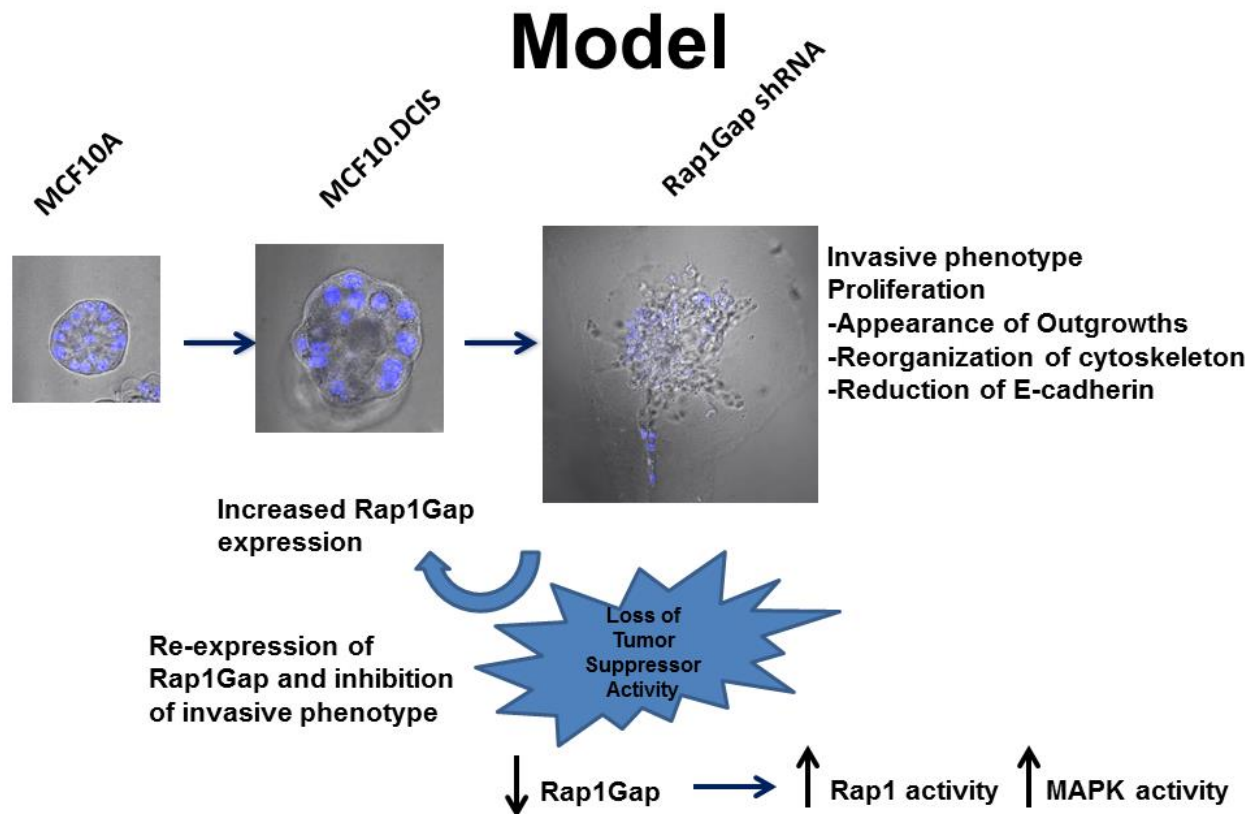 Model
MCF10A
MCF10.DCIS
Rap1Gap shRNA
Invasive phenotype
Proliferation
-Appearance of Outgrowths
-Reorganization of cytoskeleton
-Reduction of E-cadherin
Increased Rap1Gap
expression
Loss of
Tumor
Suppressor
Activity
Re-expression of
Rap1Gap and inhibition
of invasive phenotype
Rap1Gap
Rap1 activity
MAPK activity